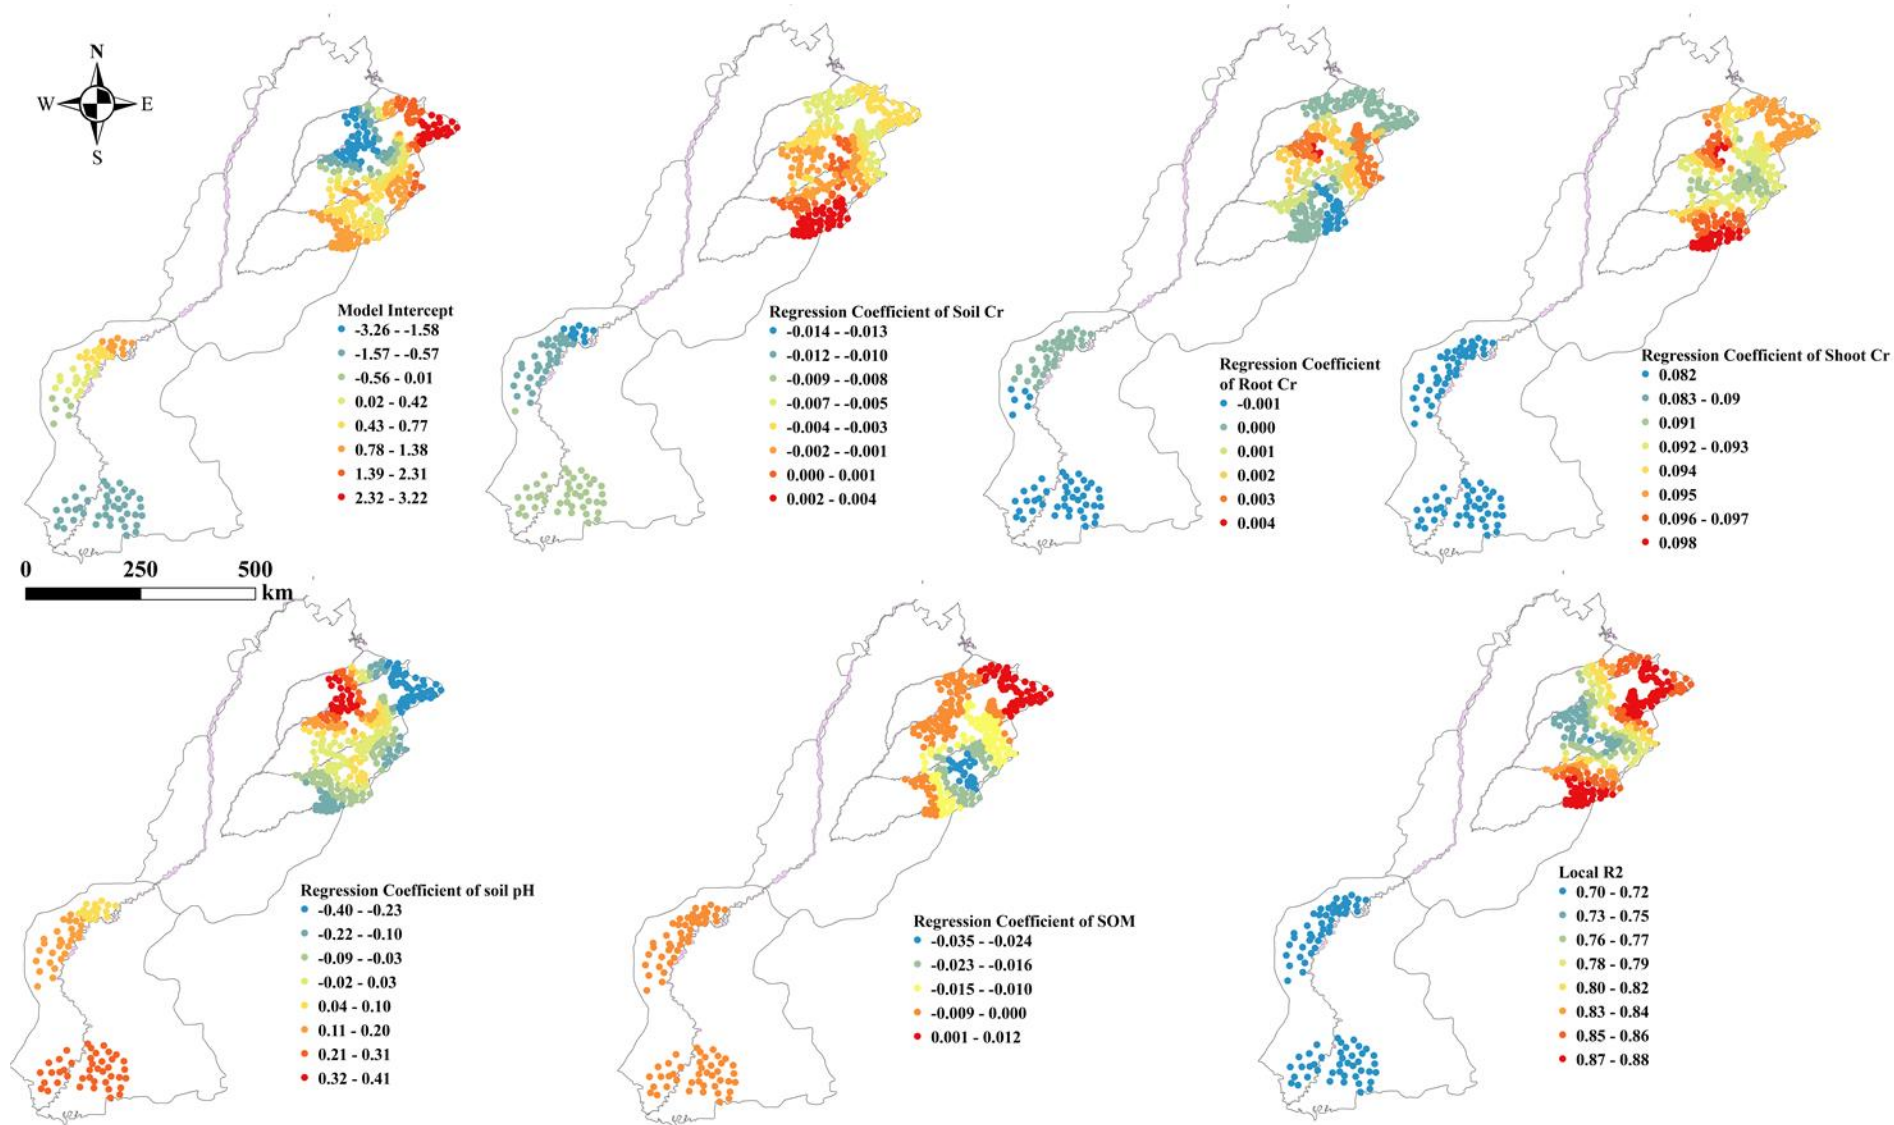 N
W
E
S
Model Intercept
-3.26 - -1.58
-1.57 - -0.57
-0.56 - 0.01
0.02 - 0.42
0.43 - 0.77
0.78 - 1.38
1.39 - 2.31
2.32 - 3.22
Regression Coefficient of Soil Cr
-0.014 - -0.013
-0.012 - -0.010
-0.009 - -0.008
-0.007 - -0.005
-0.004 - -0.003
-0.002 - -0.001
0.000 - 0.001
0.002 - 0.004
Regression Coefficient
of Root Cr
-0.001
0.000
0.001
0.002
0.003
0.004
Regression Coefficient of Shoot Cr
0.082
0.083 - 0.09
0.091
0.092 - 0.093
0.094
0.095
0.096 - 0.097
0.098
0 250 500
km
Regression Coefficient of soil pH
-0.40 - -0.23
-0.22 - -0.10
-0.09 - -0.03
-0.02 - 0.03
0.04 - 0.10
0.11 - 0.20
0.21 - 0.31
0.32 - 0.41
Regression Coefficient of SOM
-0.035 - -0.024
-0.023 - -0.016
-0.015 - -0.010
-0.009 - 0.000
0.001 - 0.012
Local R2
0.70 - 0.72
0.73 - 0.75
0.76 - 0.77
0.78 - 0.79
0.80 - 0.82
0.83 - 0.84
0.85 - 0.86
0.87 - 0.88